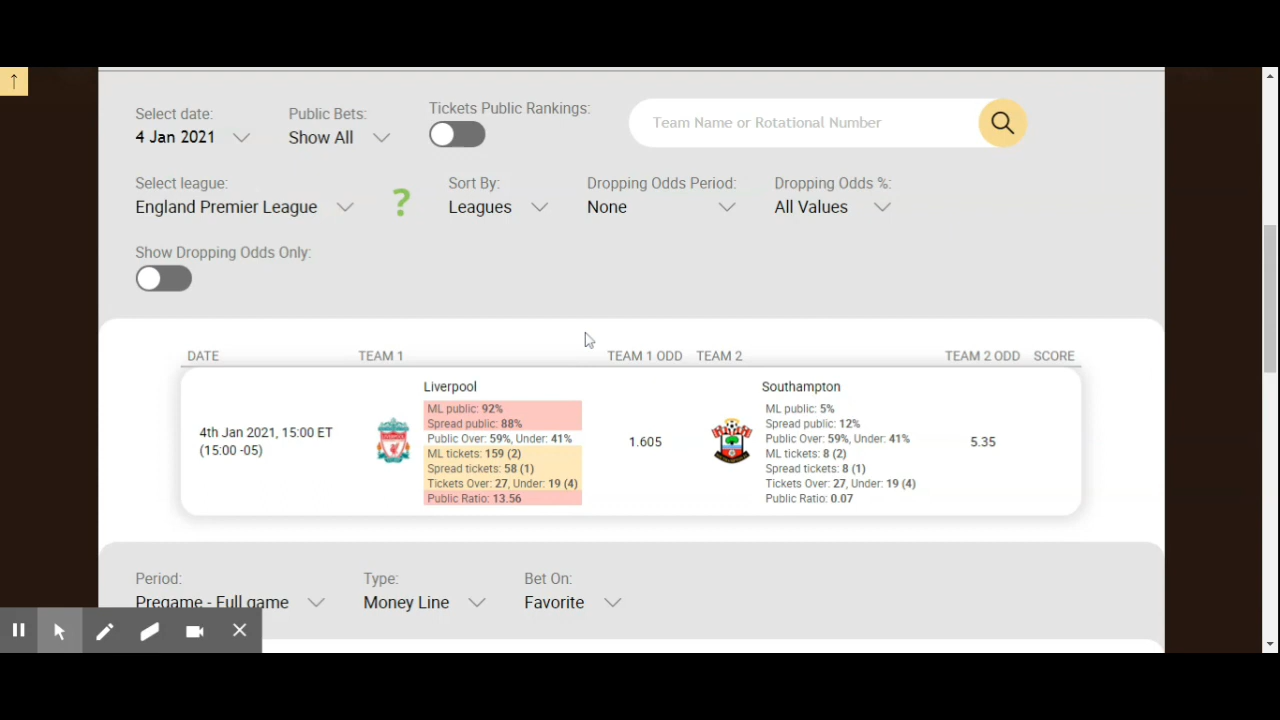 ↑
Select date:
4 Jan 2021
Public Bets:
Show All
Tickets Public Rankings:
Team Name or Rotational Number
Select league:
England Premier League
?
Sort By:
Leagues
Dropping Odds Period:
None
Dropping Odds %:
All Values
Show Dropping Odds Only:
DATE TEAM 1 TEAM 1 ODD TEAM 2 TEAM 2 ODD SCORE
4th Jan 2021, 15:00 ET
(15:00 -05)
Liverpool
ML public: 92%
Spread public: 88%
Public Over: 59%, Under: 41%
ML tickets: 159 (2)
Spread tickets: 58 (1)
Tickets Over: 27, Under: 19 (4)
Public Ratio: 13.56
1.605
Southampton
ML public: 5%
Spread public: 12%
Public Over: 59%, Under: 41%
ML tickets: 8 (2)
Spread tickets: 8 (1)
Tickets Over: 27, Under: 19 (4)
Public Ratio: 0.07
5.35
Period:
Pregame - Full game
Type:
Money Line
Bet On:
Favorite